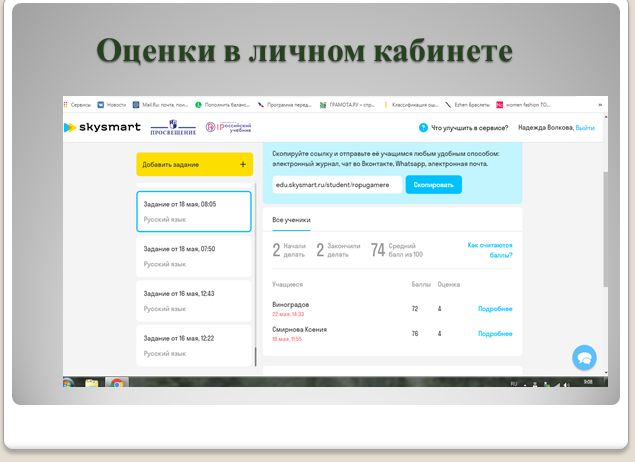 Оценки в личном кабинете
Сервисы Новости Mail.Ru: почта, пои... Пополнить баланс... Программа перед... ГРАМОТА.РУ – спр... Классификация ош... Ezhen Браслеты women fashion TO... »
skysmart ПРОСВЕЩЕНИЕ российский учебник ? Что улучшить в сервисе? Надежда Волкова, Выйти
Добавить задание +
Задание от 18 мая, 08:05
Русский язык
Задание от 18 мая, 07:50
Русский язык
Задание от 16 мая, 12:43
Русский язык
Задание от 16 мая, 12:22
Русский язык
Скопируйте ссылку и отправьте её учащимся любым удобным способом:
электронный журнал, чат во Вконтакте, Whatsapp, электронная почта.
edu.skysmart.ru/student/ropugamere Скопировать
Все ученики
2 Начали делать 2 Закончили делать 74 Средний балл из 100 Как считаются баллы?
Учащиеся Баллы Оценка
Виноградов 72 4 Подробнее
22 мая, 14:23
Смирнова Ксения 76 4 Подробнее
18 мая, 11:55
RU 9:08